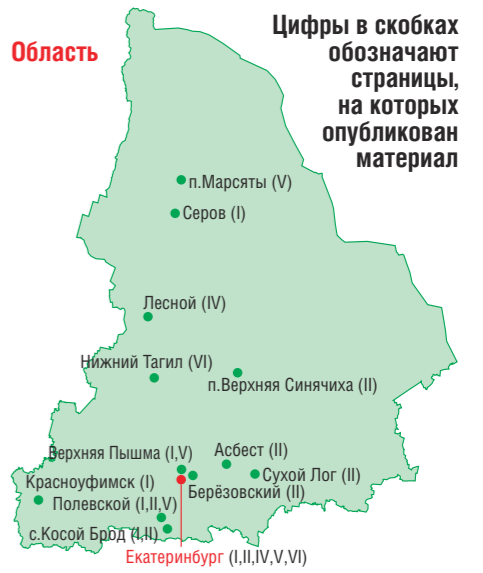 Область
Цифры в скобках
обозначают
страницы,
на которых
опубликован
материал
п.Марсяты (V)
Серов (I)
Лесной (IV)
Нижний Тагил (VI)
п.Верхняя Синячиха (II)
Верхняя Пышма (I,V)
Асбест (II)
Сухой Лог (II)
Красноуфимск (I)
Берёзовский (II)
Полевской (I,II,V)
с.Косой Брод (I,II)
Екатеринбург (I,II,IV,V,VI)